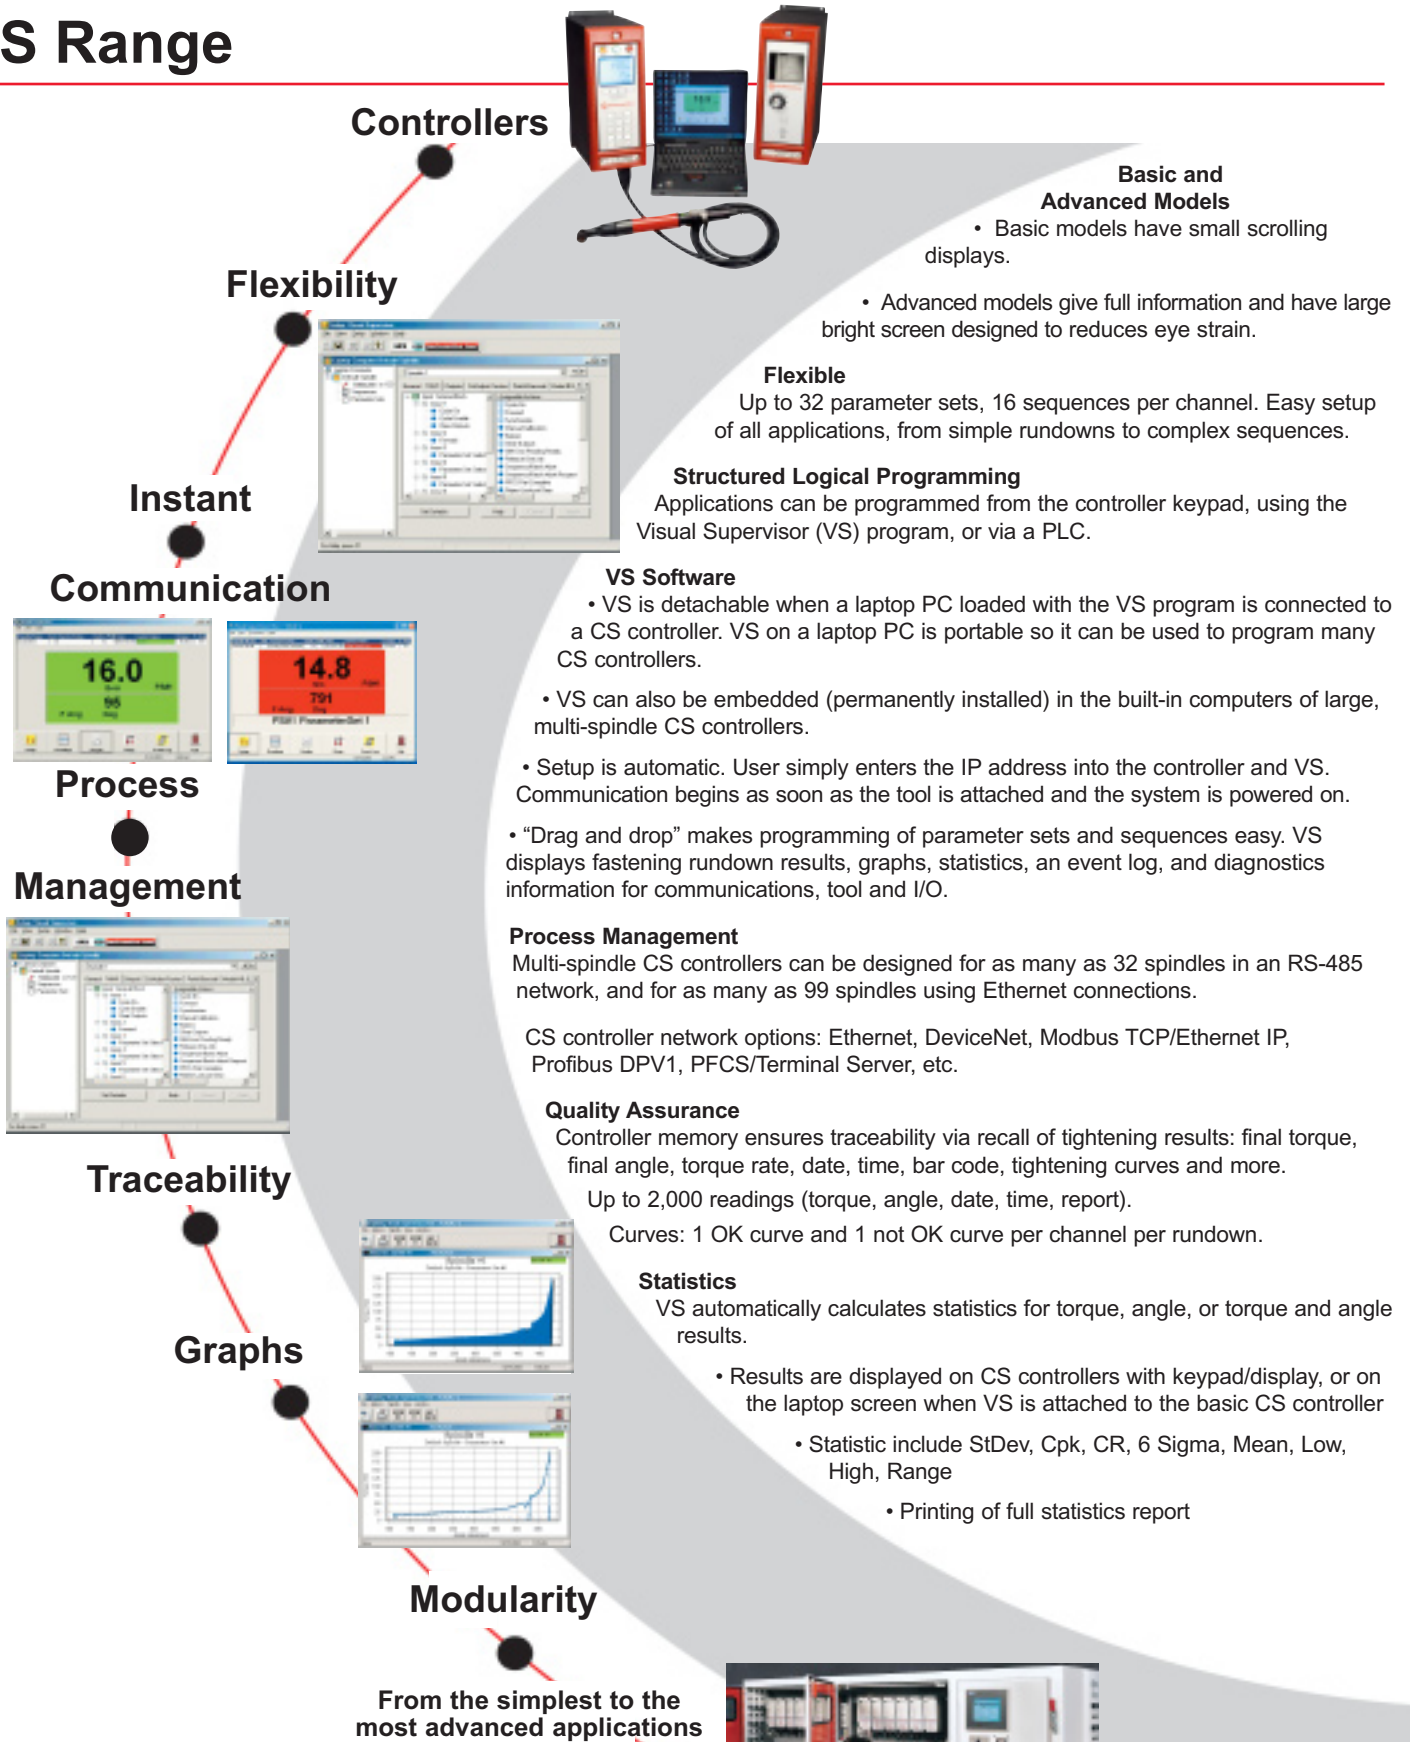 S Range
Controllers
Basic and
Advanced Models
• Basic models have small scrolling
displays.
• Advanced models give full information and have large
bright screen designed to reduces eye strain.
Flexibility
Flexible
Up to 32 parameter sets, 16 sequences per channel. Easy setup
of all applications, from simple rundowns to complex sequences.
Instant
Communication
Structured Logical Programming
Applications can be programmed from the controller keypad, using the
Visual Supervisor (VS) program, or via a PLC.
VS Software
• VS is detachable when a laptop PC loaded with the VS program is connected to
a CS controller. VS on a laptop PC is portable so it can be used to program many
CS controllers.
• VS can also be embedded (permanently installed) in the built-in computers of large,
multi-spindle CS controllers.
• Setup is automatic. User simply enters the IP address into the controller and VS.
Communication begins as soon as the tool is attached and the system is powered on.
• “Drag and drop” makes programming of parameter sets and sequences easy. VS
displays fastening rundown results, graphs, statistics, an event log, and diagnostics
information for communications, tool and I/O.
16.0
95
14.8
791
Process
Management
Process Management
Multi-spindle CS controllers can be designed for as many as 32 spindles in an RS-485
network, and for as many as 99 spindles using Ethernet connections.
CS controller network options: Ethernet, DeviceNet, Modbus TCP/Ethernet IP,
Profibus DPV1, PFCS/Terminal Server, etc.
Traceability
Quality Assurance
Controller memory ensures traceability via recall of tightening results: final torque,
final angle, torque rate, date, time, bar code, tightening curves and more.
Up to 2,000 readings (torque, angle, date, time, report).
Curves: 1 OK curve and 1 not OK curve per channel per rundown.
Graphs
Statistics
VS automatically calculates statistics for torque, angle, or torque and angle
results.
• Results are displayed on CS controllers with keypad/display, or on
the laptop screen when VS is attached to the basic CS controller
• Statistic include StDev, Cpk, CR, 6 Sigma, Mean, Low,
High, Range
• Printing of full statistics report
Modularity
From the simplest to the
most advanced applications